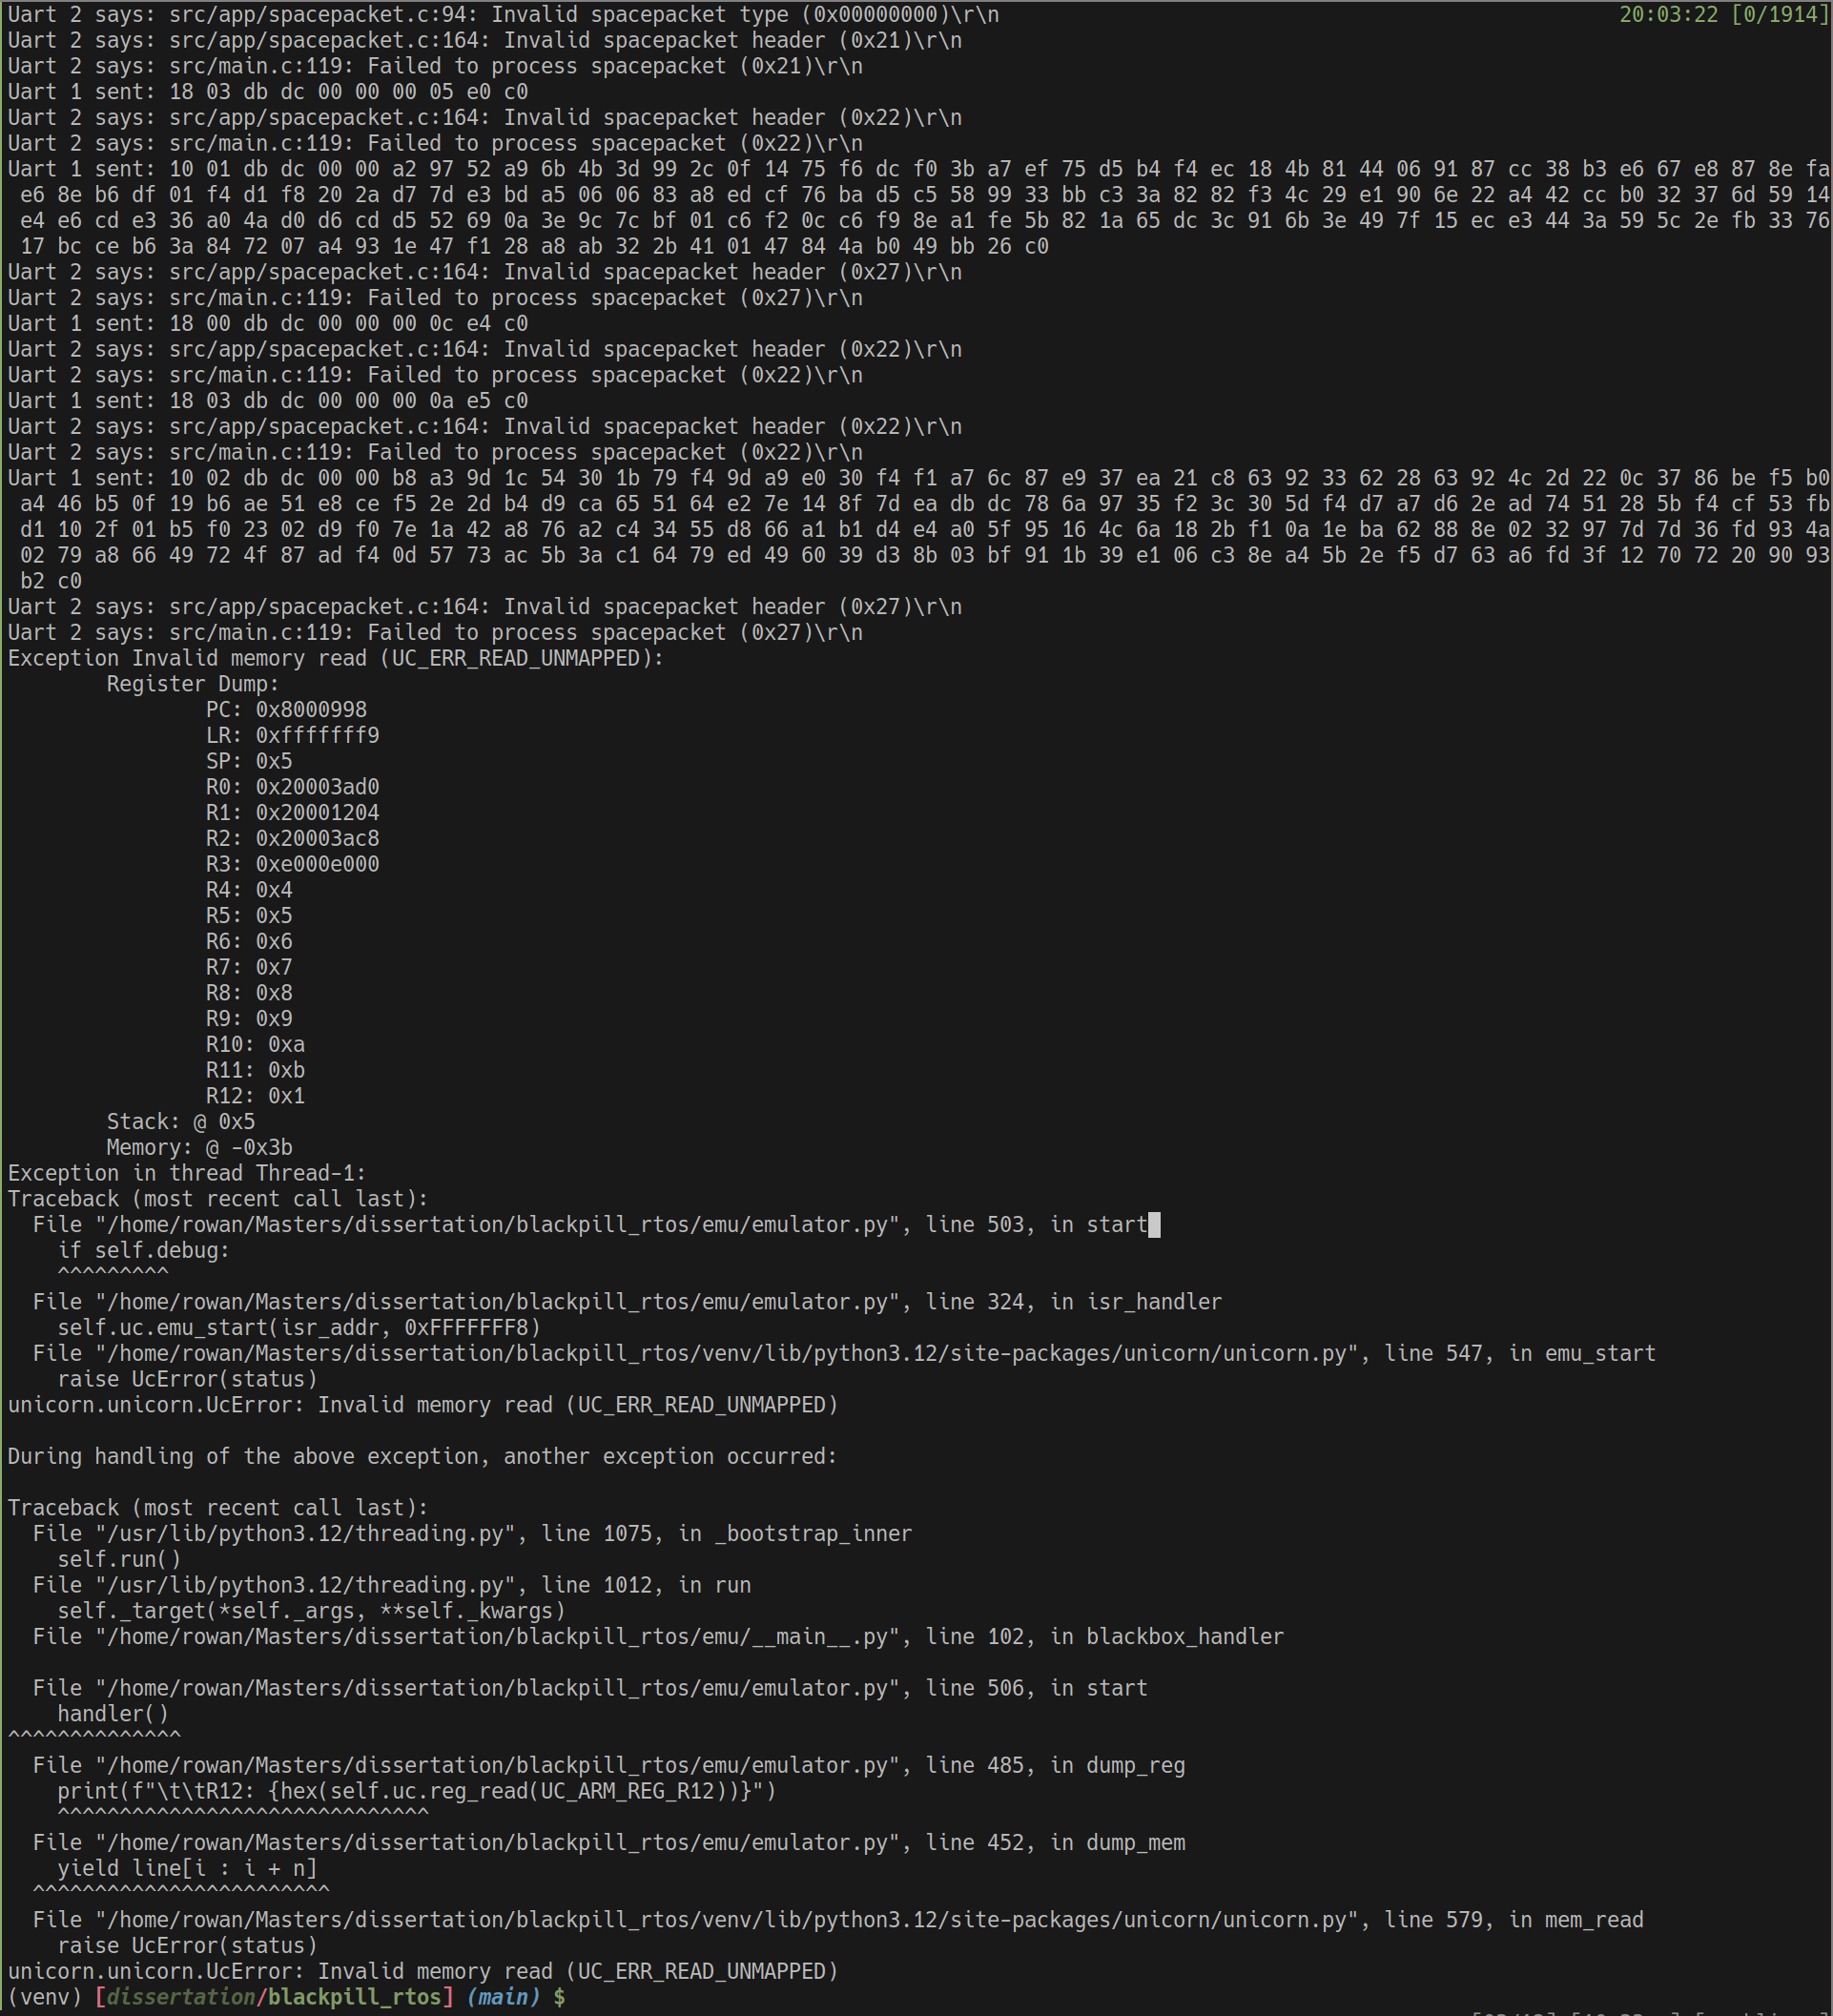 Uart 2 says: src/app/spacepacket.c:94: Invalid spacepacket type (0x00000000)\r\n 20:03:22 [0/1914]
Uart 2 says: src/app/spacepacket.c:164: Invalid spacepacket header (0x21)\r\n
Uart 2 says: src/main.c:119: Failed to process spacepacket (0x21)\r\n
Uart 1 sent: 18 03 db dc 00 00 00 05 e0 c0
Uart 2 says: src/app/spacepacket.c:164: Invalid spacepacket header (0x22)\r\n
Uart 2 says: src/main.c:119: Failed to process spacepacket (0x22)\r\n
Uart 1 sent: 10 01 db dc 00 00 a2 97 52 a9 6b 4b 3d 99 2c 0f 14 75 f6 dc f0 3b a7 ef 75 d5 b4 f4 ec 18 4b 81 44 06 91 87 cc 38 b3 e6 67 e8 87 8e fa
e6 8e b6 df 01 f4 d1 f8 20 2a d7 7d e3 bd a5 06 06 83 a8 ed cf 76 ba d5 c5 58 99 33 bb c3 3a 82 82 f3 4c 29 e1 90 6e 22 a4 42 cc b0 32 37 6d 59 14
e4 e6 cd e3 36 a0 4a d0 d6 cd d5 52 69 0a 3e 9c 7c bf 01 c6 f2 0c c6 f9 8e a1 fe 5b 82 1a 65 dc 3c 91 6b 3e 49 7f 15 ec e3 44 3a 59 5c 2e fb 33 76
17 bc ce b6 3a 84 72 07 a4 93 1e 47 f1 28 a8 ab 32 2b 41 01 47 84 4a b0 49 bb 26 c0
Uart 2 says: src/app/spacepacket.c:164: Invalid spacepacket header (0x27)\r\n
Uart 2 says: src/main.c:119: Failed to process spacepacket (0x27)\r\n
Uart 1 sent: 18 00 db dc 00 00 00 0c e4 c0
Uart 2 says: src/app/spacepacket.c:164: Invalid spacepacket header (0x22)\r\n
Uart 2 says: src/main.c:119: Failed to process spacepacket (0x22)\r\n
Uart 1 sent: 18 03 db dc 00 00 00 0a e5 c0
Uart 2 says: src/app/spacepacket.c:164: Invalid spacepacket header (0x22)\r\n
Uart 2 says: src/main.c:119: Failed to process spacepacket (0x22)\r\n
Uart 1 sent: 10 02 db dc 00 00 b8 a3 9d 1c 54 30 1b 79 f4 9d a9 e0 30 f4 f1 a7 6c 87 e9 37 ea 21 c8 63 92 33 62 28 63 92 4c 2d 22 0c 37 86 be f5 b0
a4 46 b5 0f 19 b6 ae 51 e8 ce f5 2e 2d b4 d9 ca 65 51 64 e2 7e 14 8f 7d ea db dc 78 6a 97 35 f2 3c 30 5d f4 d7 a7 d6 2e ad 74 51 28 5b f4 cf 53 fb
d1 10 2f 01 b5 f0 23 02 d9 f0 7e 1a 42 a8 76 a2 c4 34 55 d8 66 a1 b1 d4 e4 a0 5f 95 16 4c 6a 18 2b f1 0a 1e ba 62 88 8e 02 32 97 7d 7d 36 fd 93 4a
02 79 a8 66 49 72 4f 87 ad f4 0d 57 73 ac 5b 3a c1 64 79 ed 49 60 39 d3 8b 03 bf 91 1b 39 e1 06 c3 8e a4 5b 2e f5 d7 63 a6 fd 3f 12 70 72 20 90 93
b2 c0
Uart 2 says: src/app/spacepacket.c:164: Invalid spacepacket header (0x27)\r\n
Uart 2 says: src/main.c:119: Failed to process spacepacket (0x27)\r\n
Exception Invalid memory read (UC_ERR_READ_UNMAPPED):
Register Dump:
PC: 0x8000998
LR: 0xfffffff9
SP: 0x5
R0: 0x20003ad0
R1: 0x20001204
R2: 0x20003ac8
R3: 0xe000e000
R4: 0x4
R5: 0x5
R6: 0x6
R7: 0x7
R8: 0x8
R9: 0x9
R10: 0xa
R11: 0xb
R12: 0x1
Stack: @ 0x5
Memory: @ -0x3b
Exception in thread Thread-1:
Traceback (most recent call last):
File "/home/rowan/Masters/dissertation/blackpill_rtos/emu/emulator.py", line 503, in start
if self.debug:
^^^^^^^^^
File "/home/rowan/Masters/dissertation/blackpill_rtos/emu/emulator.py", line 324, in isr_handler
self.uc.emu_start(isr_addr, 0xFFFFFFF8)
File "/home/rowan/Masters/dissertation/blackpill_rtos/venv/lib/python3.12/site-packages/unicorn/unicorn.py", line 547, in emu_start
raise UcError(status)
unicorn.unicorn.UcError: Invalid memory read (UC_ERR_READ_UNMAPPED)
During handling of the above exception, another exception occurred:
Traceback (most recent call last):
File "/usr/lib/python3.12/threading.py", line 1075, in _bootstrap_inner
self.run()
File "/usr/lib/python3.12/threading.py", line 1012, in run
self._target(*self._args, **self._kwargs)
File "/home/rowan/Masters/dissertation/blackpill_rtos/emu/__main__.py", line 102, in blackbox_handler
File "/home/rowan/Masters/dissertation/blackpill_rtos/emu/emulator.py", line 506, in start
handler()
^^^^^^^^^^^^^^
File "/home/rowan/Masters/dissertation/blackpill_rtos/emu/emulator.py", line 485, in dump_reg
print(f"\t\tR12: {hex(self.uc.reg_read(UC_ARM_REG_R12))}")
^^^^^^^^^^^^^^^^^^^^^^^^^^^^^^
File "/home/rowan/Masters/dissertation/blackpill_rtos/emu/emulator.py", line 452, in dump_mem
yield line[i : i + n]
^^^^^^^^^^^^^^^^^^^^^^^^
File "/home/rowan/Masters/dissertation/blackpill_rtos/venv/lib/python3.12/site-packages/unicorn/unicorn.py", line 579, in mem_read
raise UcError(status)
unicorn.unicorn.UcError: Invalid memory read (UC_ERR_READ_UNMAPPED)
(venv) [dissertation/blackpill_rtos] (main) $